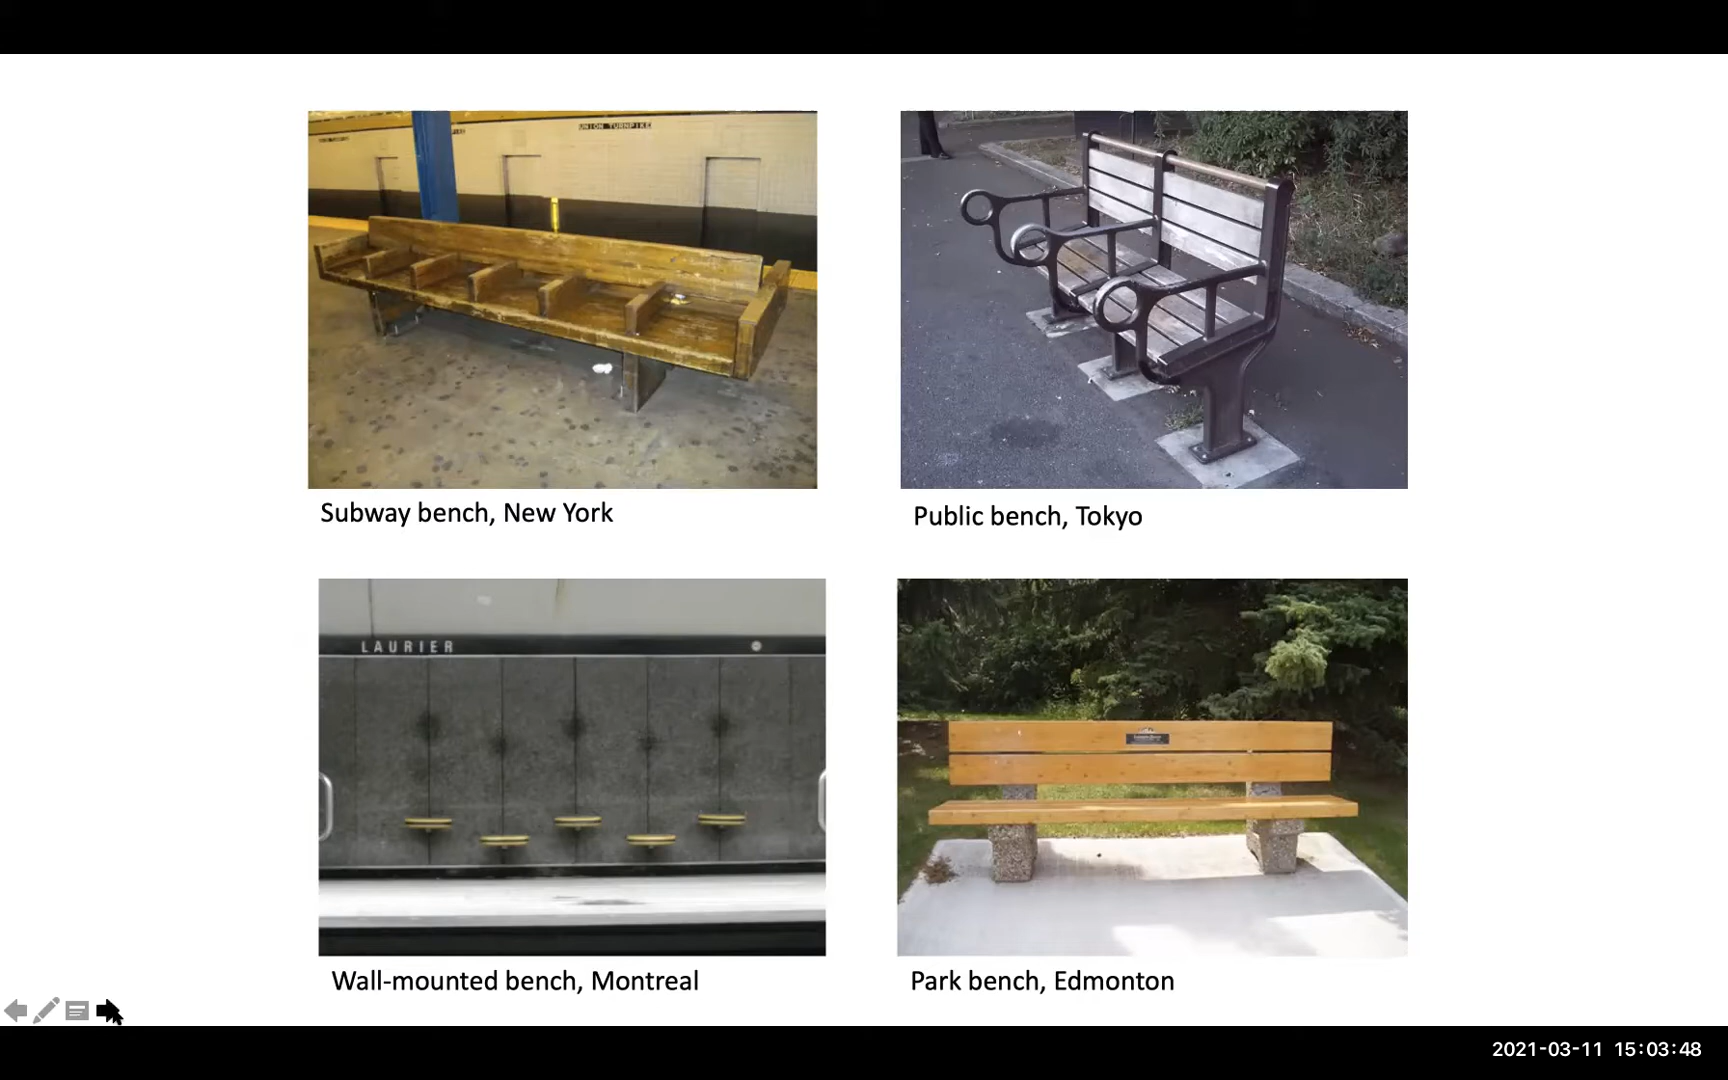 UNION TURNPIKE
Subway bench, New York
Public bench, Tokyo
LAURIER
Wall-mounted bench, Montreal
Park bench, Edmonton
2021-03-11 15:03:48